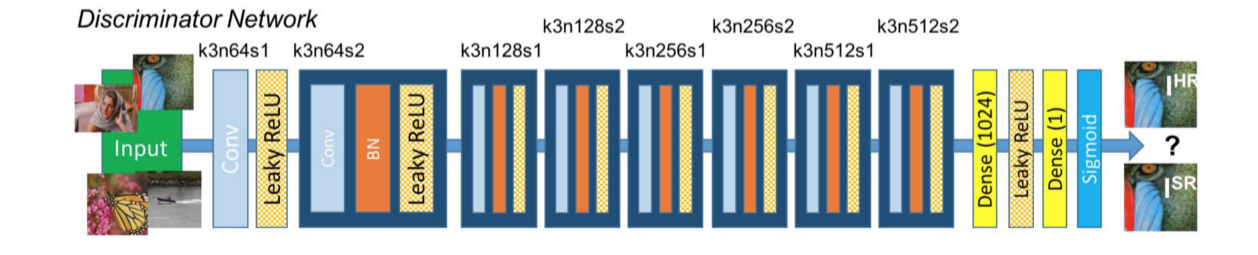 Discriminator Network
k3n64s1
k3n64s2
k3n128s1
k3n128s2
k3n256s1
k3n256s2
k3n512s1
k3n512s2
Input
Conv
Leaky ReLU
Conv
BN
Leaky ReLU
Dense (1024)
Leaky ReLU
Dense (1)
Sigmoid
I HR
?
I SR